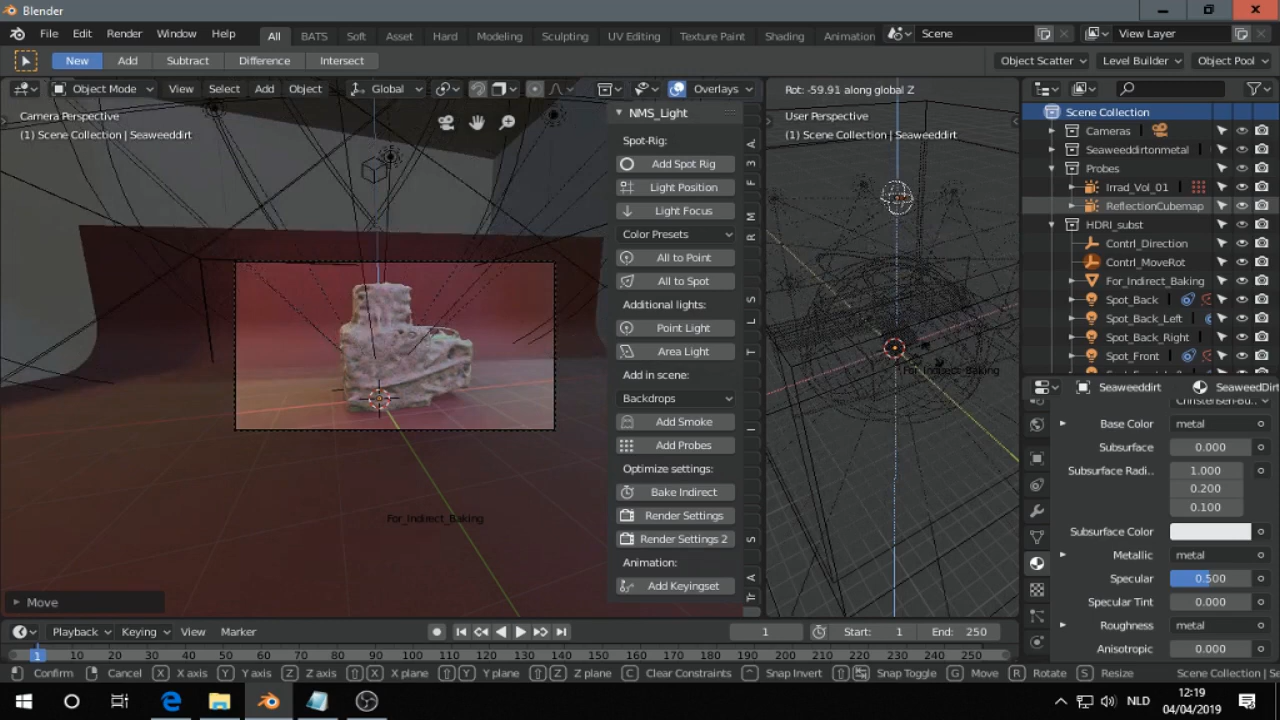 Blender
File Edit Render Window Help All BATS Soft Asset Hard Modeling Sculpting UV Editing Texture Paint Shading Animation Scene View Layer
New Add Subtract Difference Intersect Object Scatter Level Builder Object Pool
Object Mode View Select Add Object Global Overlays
Rot: -59.91 along global Z
Camera Perspective
(1) Scene Collection | Seaweeddirt
NMS_Light
Spot-Rig:
Add Spot Rig
Light Position
Light Focus
Color Presets
All to Point
All to Spot
Additional lights:
Point Light
Area Light
Add in scene:
Backdrops
Add Smoke
Add Probes
Optimize settings:
Bake Indirect
Render Settings
Render Settings 2
Animation:
Add Keyingset
For_Indirect_Baking
Move
User Perspective
(1) Scene Collection | Seaweeddirt
For_Indirect_Baking
Scene Collection
Cameras
Seaweeddirtonmetal
Probes
Irrad_Vol_01
ReflectionCubemap
HDRI_subst
Contrl_Direction
Contrl_MoveRot
For_Indirect_Baking
Spot_Back
Spot_Back_Left
Spot_Back_Right
Spot_Front
Seaweeddirt SeaweedDirt
Base Color metal
Subsurface 0.000
Subsurface Radi.. 1.000
0.200
0.100
Subsurface Color
Metallic metal
Specular 0.500
Specular Tint 0.000
Roughness metal
Anisotropic 0.000
Playback Keying View Marker 1 Start: 1 End: 250
1 10 20 30 40 50 60 70 80 90 100 110 120 130 140 150 160 170 180 190 200 210 220 230 240 250
Confirm Cancel X X axis Y Y axis Z Z axis X X plane Y Y plane Z Z plane C Clear Constraints Snap Invert Snap Toggle G Move R Rotate S Resize Scene Collection | Se
NLD
12:19
04/04/2019